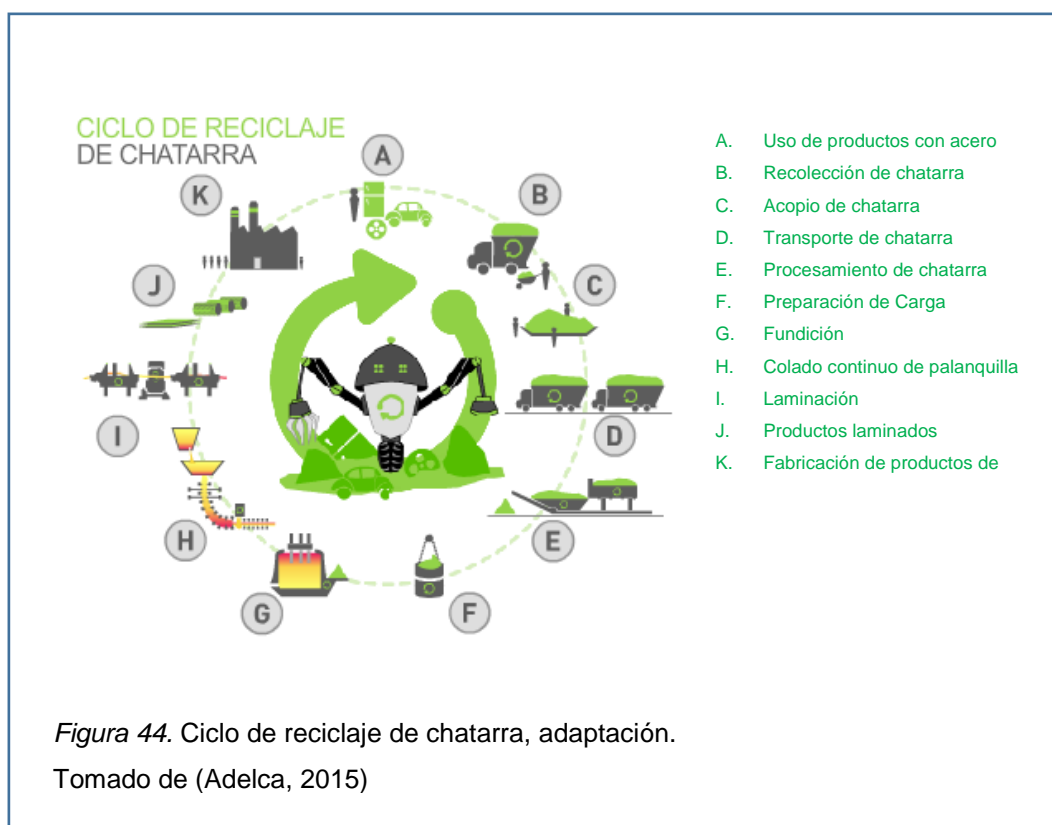 CICLO DE RECICLAJE
DE CHATARRA
A
B
C
D
E
F
G
H
I
J
K
A. Uso de productos con acero
B. Recolección de chatarra
C. Acopio de chatarra
D. Transporte de chatarra
E. Procesamiento de chatarra
F. Preparación de Carga
G. Fundición
H. Colado continuo de palanquilla
I. Laminación
J. Productos laminados
K. Fabricación de productos de
Figura 44. Ciclo de reciclaje de chatarra, adaptación.
Tomado de (Adelca, 2015)